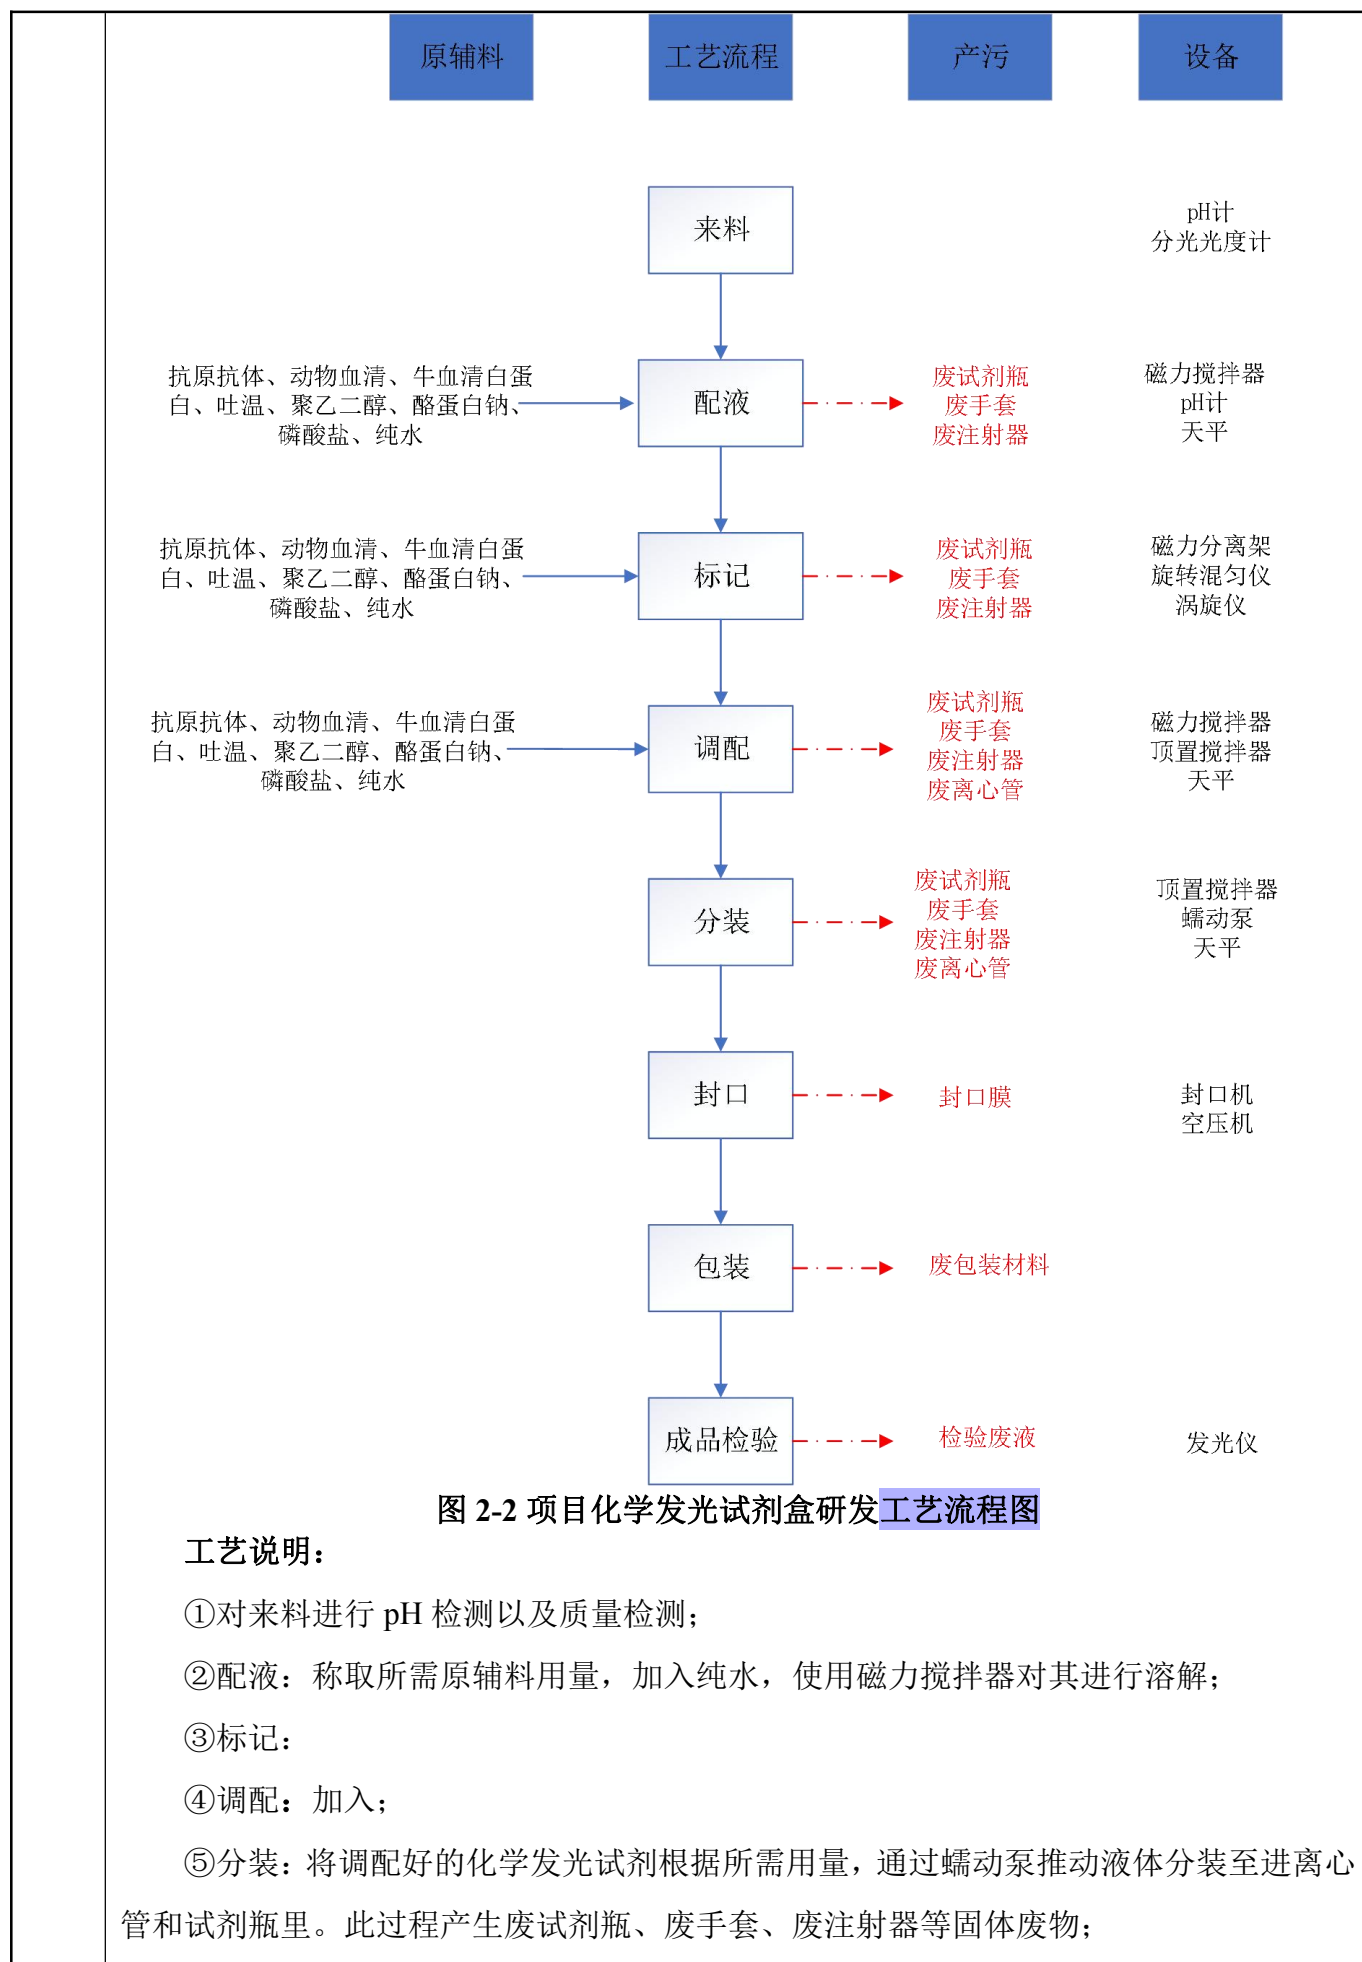 原辅料 工艺流程 产污 设备
来料
pH计
分光光度计
抗原抗体、动物血清、牛血清白蛋
白、吐温、聚乙二醇、酪蛋白钠、
磷酸盐、纯水
配液
废试剂瓶
废手套
废注射器
磁力搅拌器
pH计
天平
抗原抗体、动物血清、牛血清白蛋
白、吐温、聚乙二醇、酪蛋白钠、
磷酸盐、纯水
标记
废试剂瓶
废手套
废注射器
磁力分离架
旋转混匀仪
涡旋仪
抗原抗体、动物血清、牛血清白蛋
白、吐温、聚乙二醇、酪蛋白钠、
磷酸盐、纯水
调配
废试剂瓶
废手套
废注射器
废离心管
磁力搅拌器
顶置搅拌器
天平
分装
废试剂瓶
废手套
废注射器
废离心管
顶置搅拌器
蠕动泵
天平
封口
封口膜
封口机
空压机
包装
废包装材料
成品检验
检验废液
发光仪
图 2-2 项目化学发光试剂盒研发工艺流程图
工艺说明：
①对来料进行 pH 检测以及质量检测；
②配液：称取所需原辅料用量，加入纯水，使用磁力搅拌器对其进行溶解；
③标记：
④调配：加入；
⑤分装：将调配好的化学发光试剂根据所需用量，通过蠕动泵推动液体分装至进离心
管和试剂瓶里。此过程产生废试剂瓶、废手套、废注射器等固体废物；